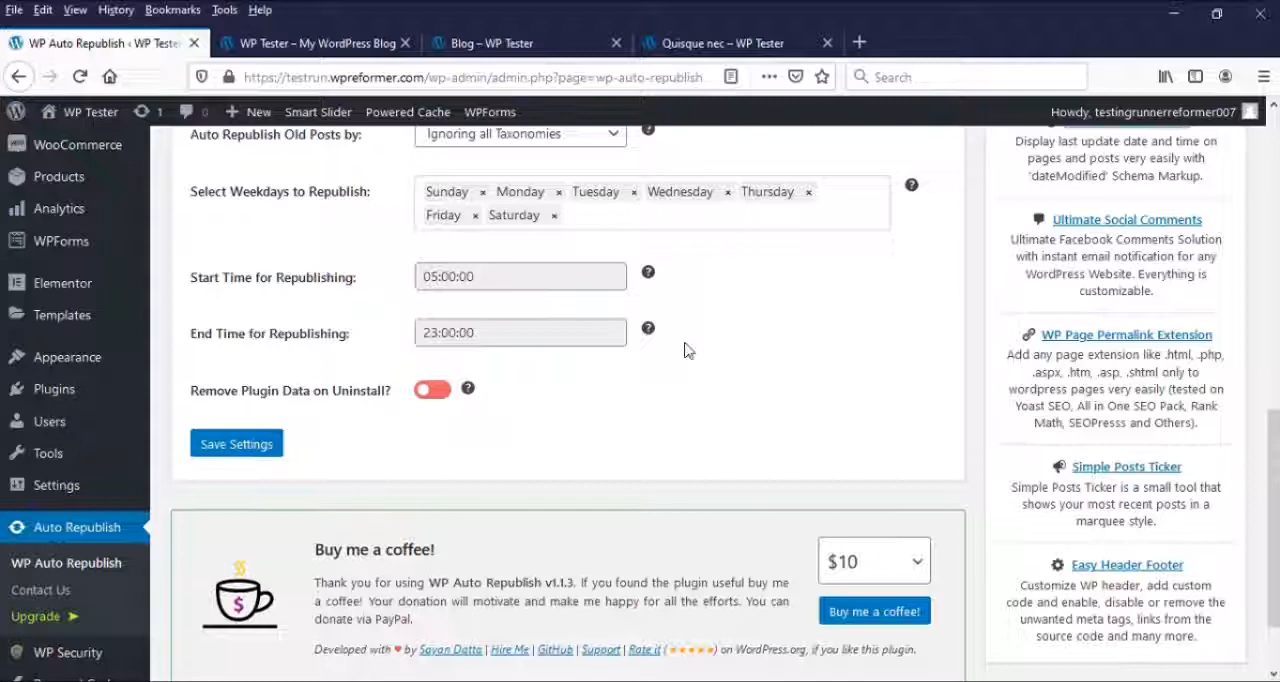 File Edit View History Bookmarks Tools Help
WP Auto Republish ‹ WP Teste
WP Tester – My WordPress Blog
Blog – WP Tester
Quisque nec – WP Tester
https://testrun.wpreformer.com/wp-admin/admin.php?page=wp-auto-republish
Search
WP Tester 1 0 New Smart Slider Powered Cache WPForms
Howdy, testingrunnerreformer007
WooCommerce
Products
Analytics
WPForms
Elementor
Templates
Appearance
Plugins
Users
Tools
Settings
Auto Republish
WP Auto Republish
Contact Us
Upgrade ➤
WP Security
Auto Republish Old Posts by: Ignoring all Taxonomies
Select Weekdays to Republish:
Sunday × Monday × Tuesday × Wednesday × Thursday ×
Friday × Saturday ×
Start Time for Republishing: 05:00:00
End Time for Republishing: 23:00:00
Remove Plugin Data on Uninstall?
Save Settings
Buy me a coffee!
Thank you for using WP Auto Republish v1.1.3. If you found the plugin useful buy me
a coffee! Your donation will motivate and make me happy for all the efforts. You can
donate via PayPal.
Developed with ♥ by Sayan Datta | Hire Me | GitHub | Support | Rate it (★★★★★) on WordPress.org, if you like this plugin.
$10
Buy me a coffee!
Display last update date and time on
pages and posts very easily with
'dateModified' Schema Markup.
Ultimate Social Comments
Ultimate Facebook Comments Solution
with instant email notification for any
WordPress Website. Everything is
customizable.
WP Page Permalink Extension
Add any page extension like .html, .php,
.aspx, .htm, .asp, .shtml only to
wordpress pages very easily (tested on
Yoast SEO, All in One SEO Pack, Rank
Math, SEOPresss and Others).
Simple Posts Ticker
Simple Posts Ticker is a small tool that
shows your most recent posts in a
marquee style.
Easy Header Footer
Customize WP header, add custom
code and enable, disable or remove the
unwanted meta tags, links from the
source code and many more.